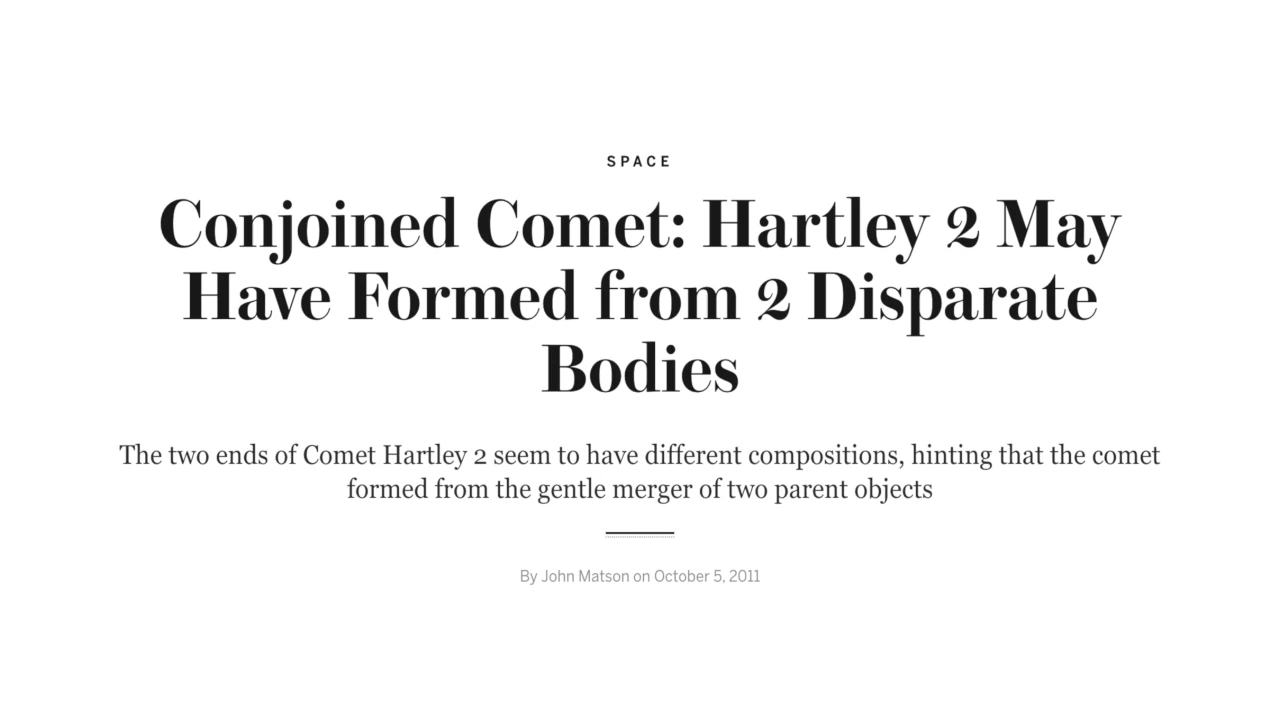 SPACE
Conjoined Comet: Hartley 2 May
Have Formed from 2 Disparate
Bodies
The two ends of Comet Hartley 2 seem to have different compositions, hinting that the comet
formed from the gentle merger of two parent objects
By John Matson on October 5, 2011